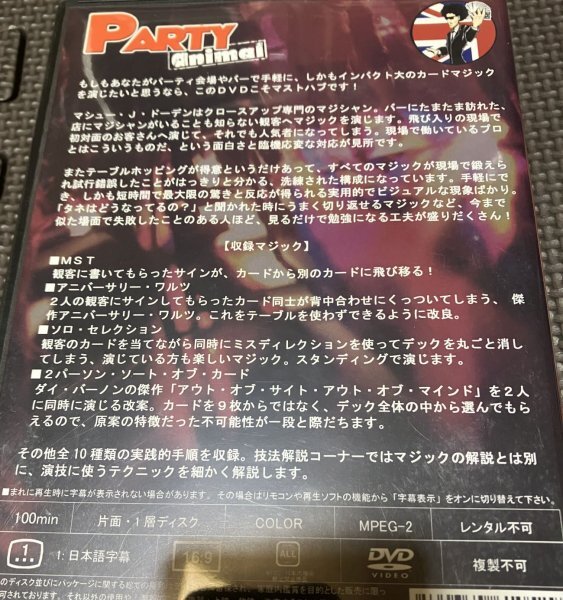 PARTY
animal
もしもあなたがパーティ会場やバーで手軽に、しかもインパクト大のカードマジック
を演じたいと思うなら、このDVDこそマストハブです!
マシュー・J・ドーデンはクロースアップ専門のマジシャン。バーにたまたま訪れた、
店にマジシャンがいることも知らない観客へマジックを演じます。飛び入りの現場で
初対面のお客さんへ演じて、それでも人気者になってしまう。現場で働いているプロ
とはこういうものだ、という面白さと臨機応変な対応が見所です。
またテーブルホッピングが得意というだけあって、すべてのマジックが現場で鍛えら
れ試行錯誤したことがはっきりと分かる、洗練された構成になっています。手軽にで
き、しかも短時間で最大限の驚きと反応が得られる実用的でビジュアルな現象ばかり。
「タネはどうなってるの?」と聞かれた時にうまく切り返せるマジックなど、今まで
似た場面で失敗したことのある人ほど、見るだけで勉強になる工夫が盛りだくさん!
【収録マジック】
■MST
観客に書いてもらったサインが、カードから別のカードに飛び移る!
■アニバーサリー・ワルツ
2人の観客にサインしてもらったカード同士が背中合わせにくっついてしまう、傑
作アニバーサリー・ワルツ。これをテーブルを使わずできるように改良。
■ソロ・セレクション
観客のカードを当てながら同時にミスディレクションを使ってデックを丸ごと消し
てしまう、演じている方も楽しいマジック。スタンディングで演じます。
■2パーソン・ソート・オブ・カード
ダイ・バーノンの傑作「アウト・オブ・サイト・アウト・オブ・マインド」を2人
に同時に演じる改案。カードを9枚からではなく、デック全体の中から選んでもら
えるので、原案の特徴だった不可能性が一段と際だちます。
その他全10種類の実践的手順を収録。技法解説コーナーではマジックの解説とは別
に、演技に使うテクニックを細かく解説します。
■まれに再生時に字幕が表示されない場合があります。その場合はリモコンや再生ソフトの機能から「字幕表示」をオンに切り替えて下さい。
100min 片面・1層ディスク COLOR MPEG-2 レンタル不可
1 1:日本語字幕 16:9 ALL DVD VIDEO 複製不可